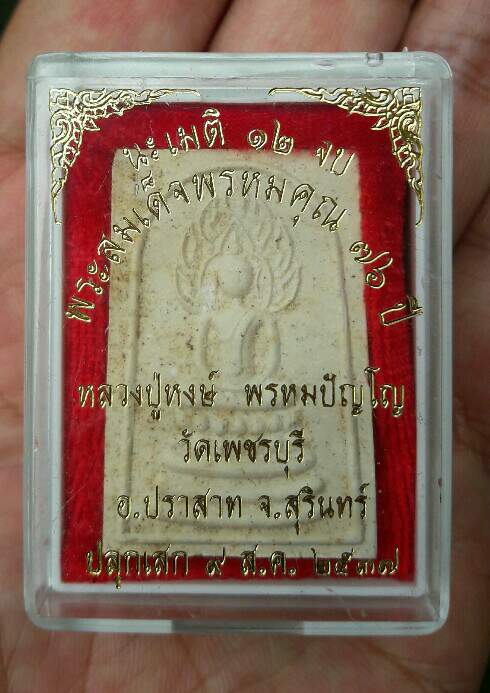 นะเมติ ๑๒ จบ
พระสมเด็จพรหมคุณ ๗๖ ปี
หลวงปู่หงษ์ พรหมปัญโญ
วัดเพชรบุรี
อ.ปราสาท จ.สุรินทร์
ปลุกเสก ๙ ส.ค. ๒๕๓๗